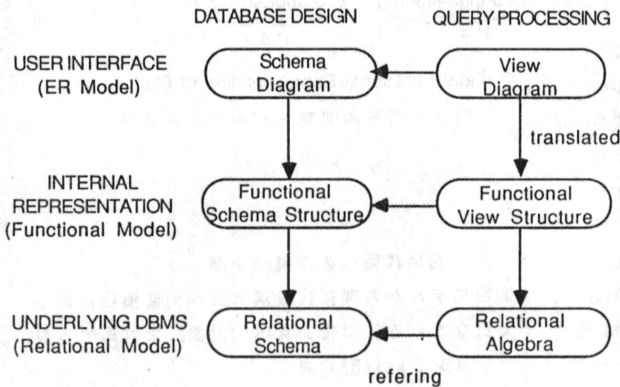 DATABASE DESIGN
QUERY PROCESSING
USER INTERFACE
(ER Model)
Schema
Diagram
View
Diagram
translated
INTERNAL
REPRESENTATION
(Functional Model)
Functional
Schema Structure
Functional
View Structure
UNDERLYING DBMS
(Relational Model)
Relational
Schema
Relational
Algebra
refering